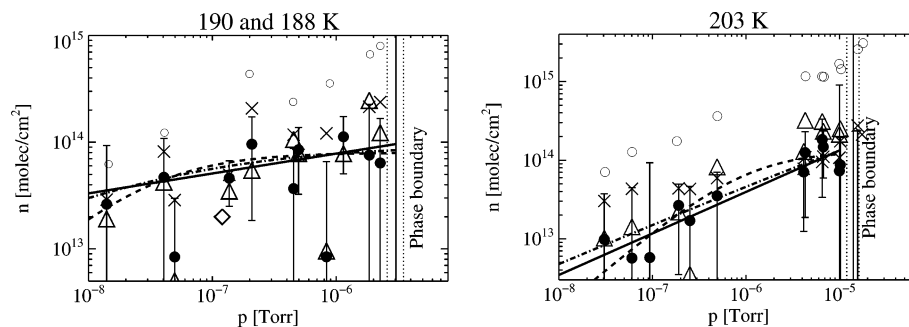 190 and 188 K
10¹⁵
10¹⁴
10¹³
n [molec/cm²]
Phase boundary
10⁻⁸ 10⁻⁷ 10⁻⁶
p [Torr]
203 K
10¹⁵
10¹⁴
10¹³
n [molec/cm²]
Phase boundary
10⁻⁸ 10⁻⁷ 10⁻⁶ 10⁻⁵
p [Torr]